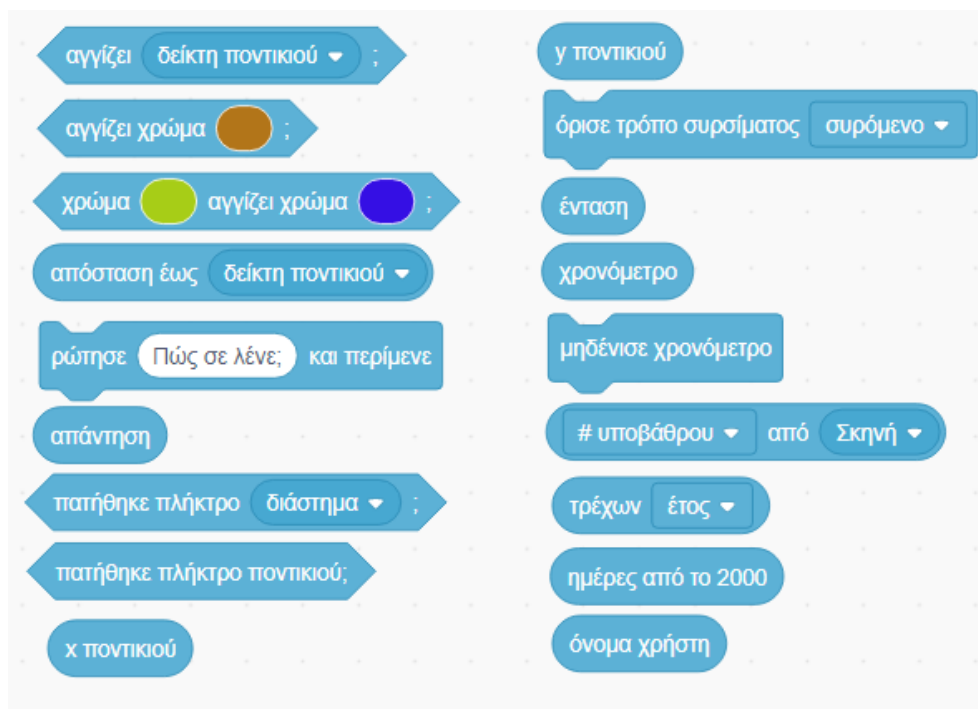 αγγίζει δείκτη ποντικιού ;
αγγίζει χρώμα ;
χρώμα αγγίζει χρώμα ;
απόσταση έως δείκτη ποντικιού
ρώτησε Πώς σε λένε; και περίμενε
απάντηση
πατήθηκε πλήκτρο διάστημα ;
πατήθηκε πλήκτρο ποντικιού;
x ποντικιού
y ποντικιού
όρισε τρόπο συρσίματος συρόμενο
ένταση
χρονόμετρο
μηδένισε χρονόμετρο
# υποβάθρου από Σκηνή
τρέχων έτος
ημέρες από το 2000
όνομα χρήστη